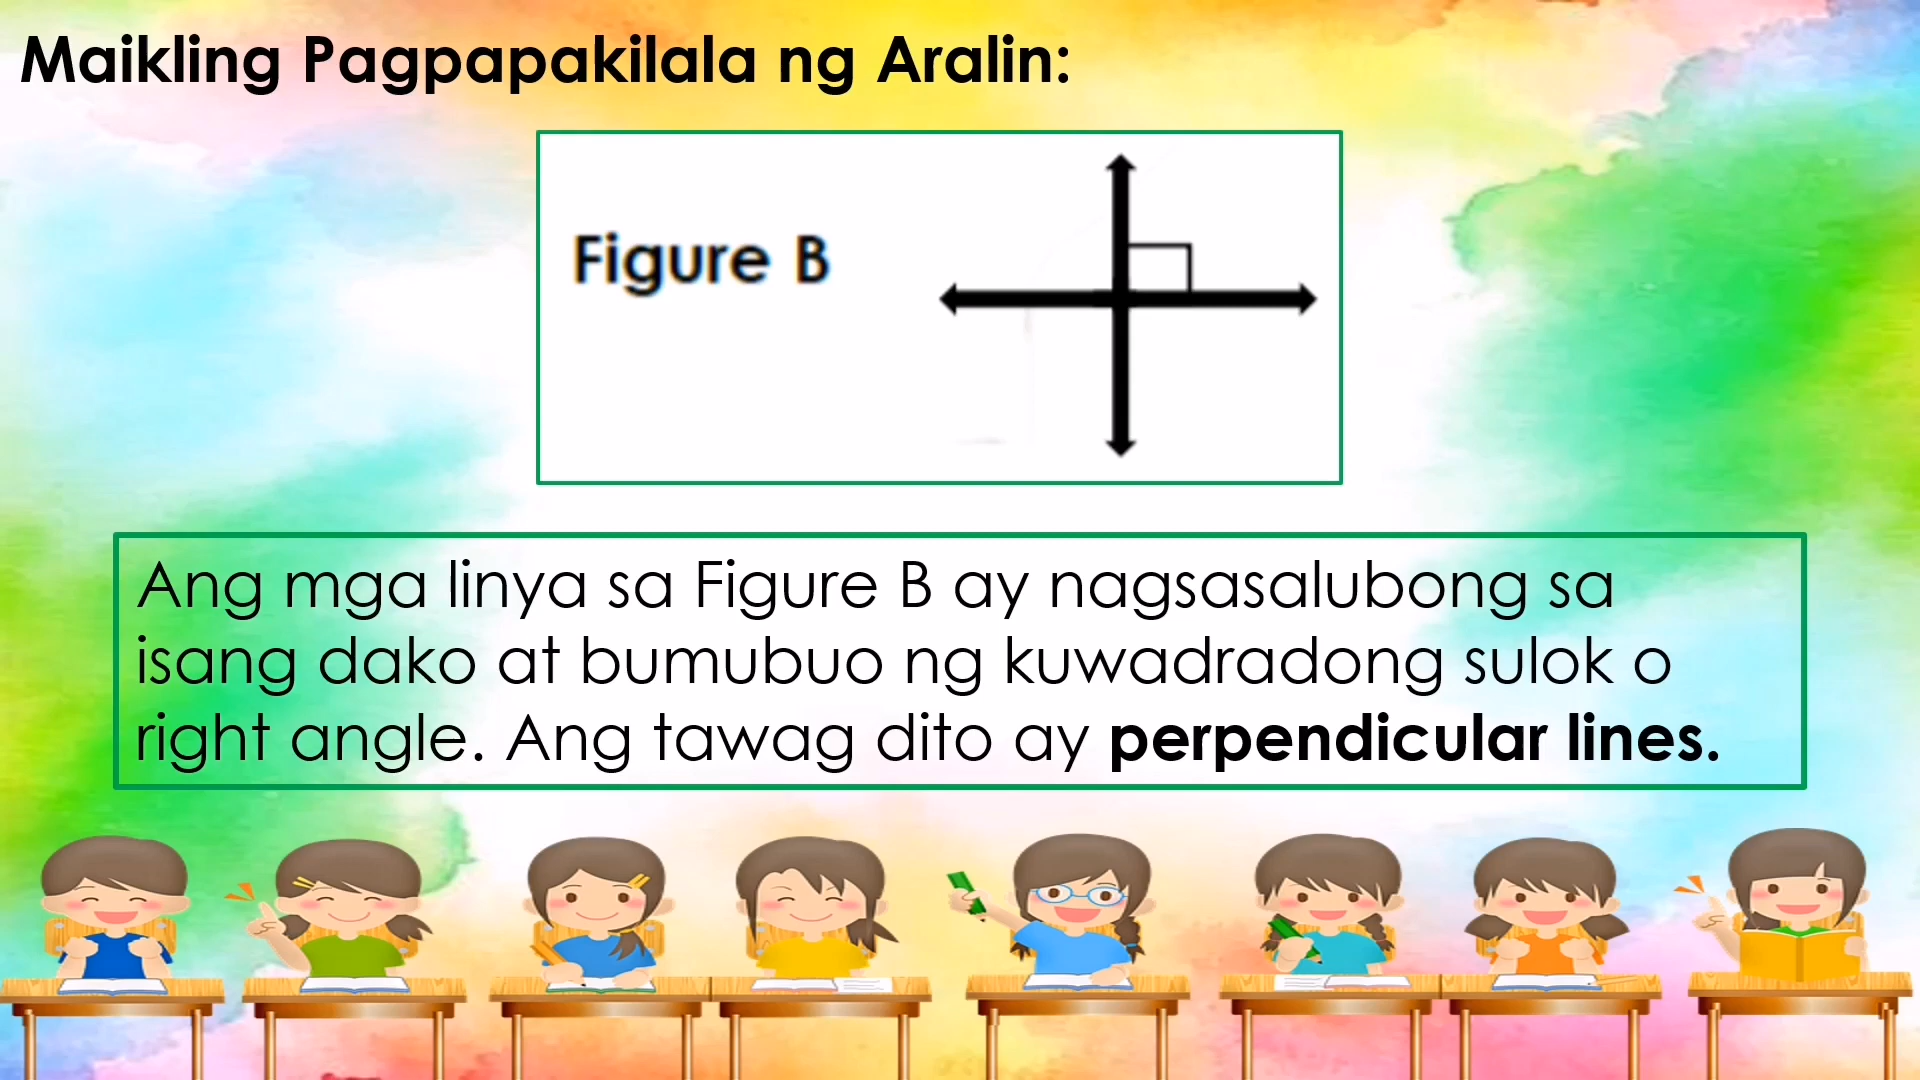 Maikling Pagpapakilala ng Aralin:
Figure B
Ang mga linya sa Figure B ay nagsasalubong sa
isang dako at bumubuo ng kuwadradong sulok o
right angle. Ang tawag dito ay perpendicular lines.